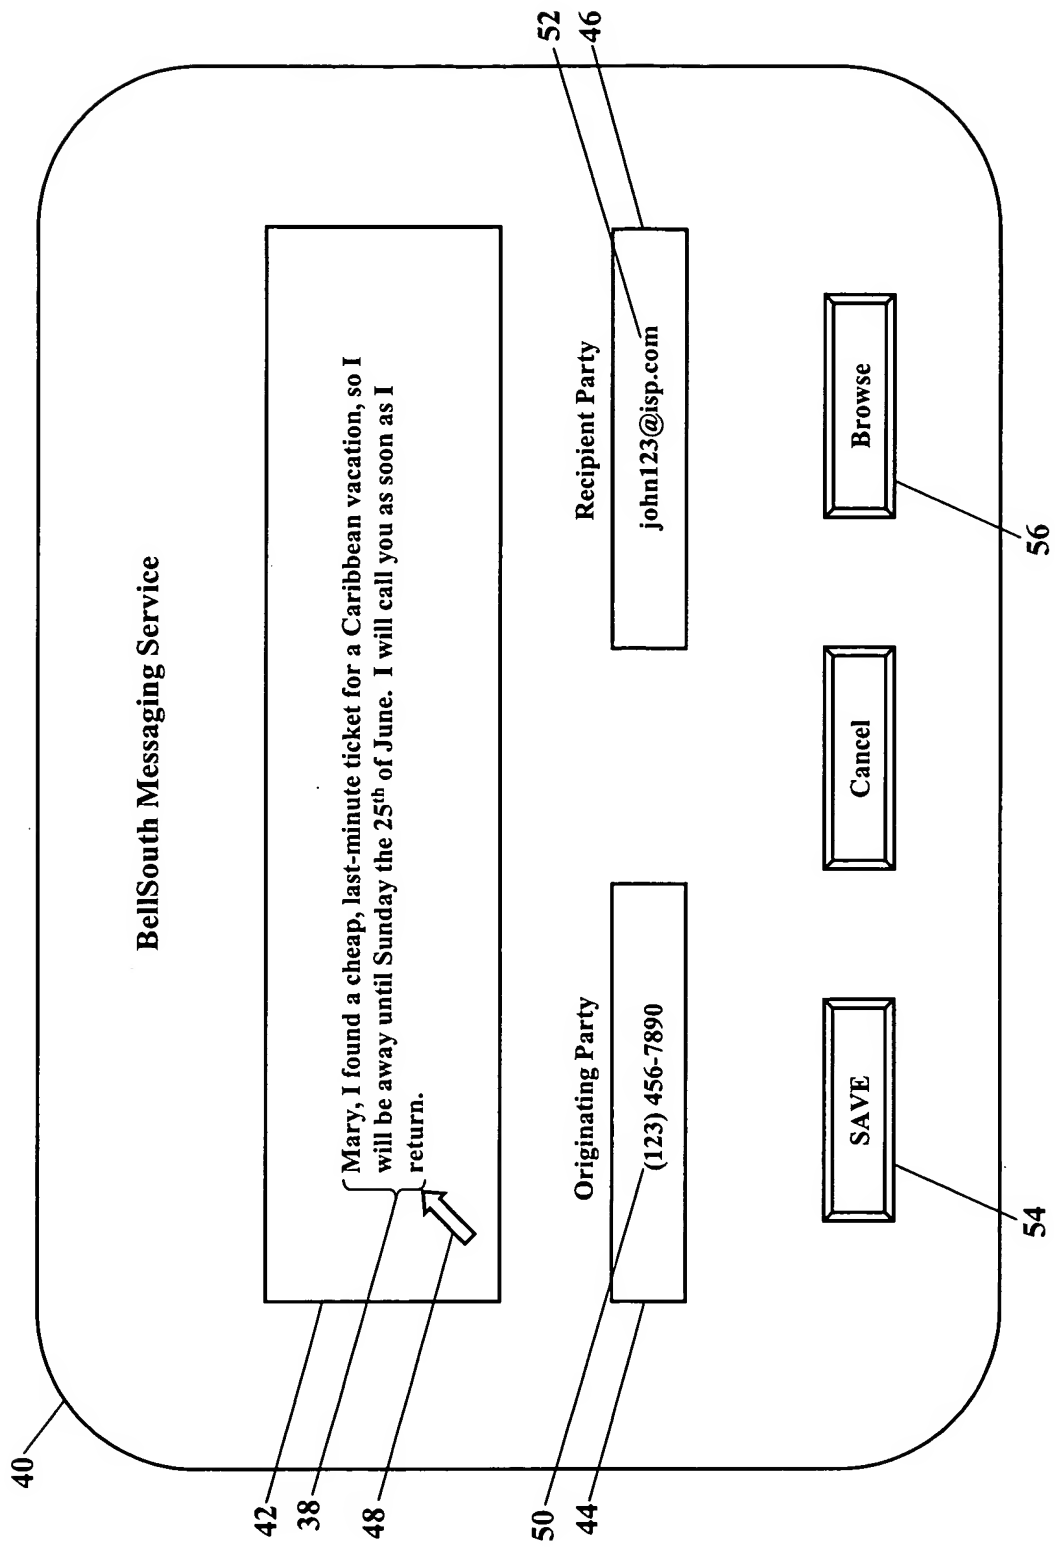 40
BellSouth Messaging Service
42
38
48
Mary, I found a cheap, last-minute ticket for a Caribbean vacation, so I
will be away until Sunday the 25th of June.  I will call you as soon as I
return.
52
46
Originating Party
Recipient Party
50
44
(123) 456-7890
john123@isp.com
SAVE
Cancel
Browse
54
56